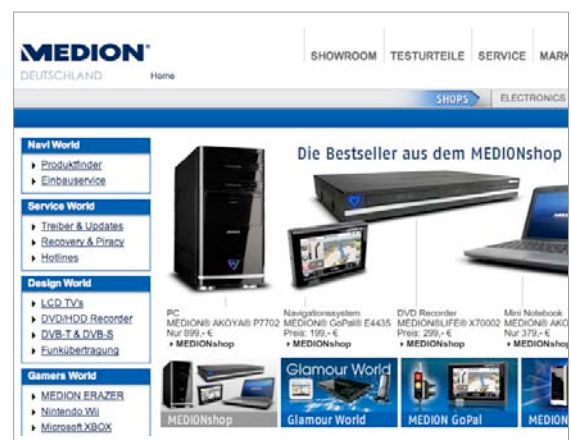 MEDION®
DEUTSCHLAND
Home
SHOWROOM TESTURTEILE SERVICE MARK
SHOPS ELECTRONICS
Navi World
Produktfinder
Einbauservice
Service World
Treiber & Updates
Recovery & Piracy
Hotlines
Design World
LCD TV's
DVD/HDD Recorder
DVB-T & DVB-S
Funkübertragung
Gamers World
MEDION ERAZER
Nintendo Wii
Microsoft XBOX
Die Bestseller aus dem MEDIONshop
PC
MEDION® AKOYA® P7702
Nur 899,- €
MEDIONshop
Navigationssystem
MEDION® GoPal® E4435
Preis: 199,- €
MEDIONshop
DVD Recorder
MEDION®LIFE® X70002
Preis: 299,- €
MEDIONshop
Mini Notebook
MEDION® AKO
Nur 379,- €
MEDIONshop
MEDIONshop
Glamour World
Glamour World
MEDION GoPal
MEDION